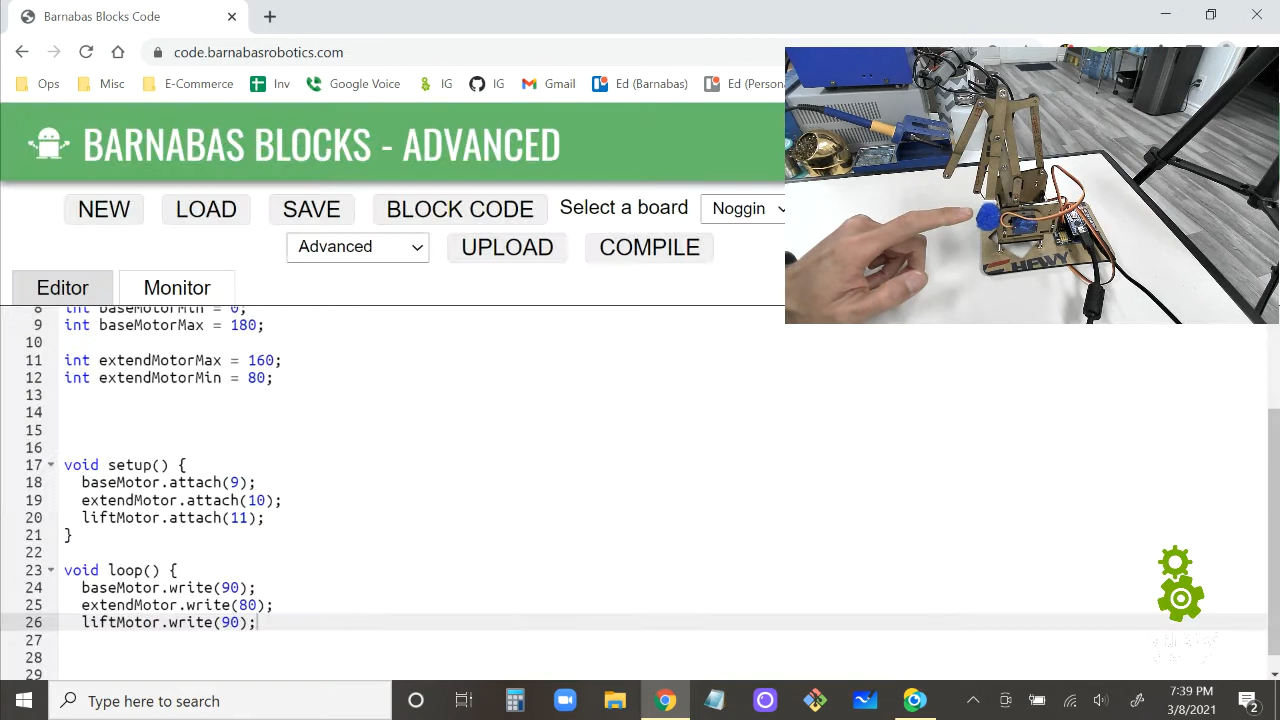 Barnabas Blocks Code
code.barnabasrobotics.com
Ops
Misc
E-Commerce
Inv
Google Voice
IG
IG
Gmail
Ed (Barnabas)
Ed (Person
BARNABAS BLOCKS - ADVANCED
NEW
LOAD
SAVE
BLOCK CODE
Select a board
Noggin
Advanced
UPLOAD
COMPILE
Editor
Monitor
8 int baseMotorMin = 0;
9 int baseMotorMax = 180;
10
11 int extendMotorMax = 160;
12 int extendMotorMin = 80;
13
14
15
16
17 void setup() {
18 baseMotor.attach(9);
19 extendMotor.attach(10);
20 liftMotor.attach(11);
21 }
22
23 void loop() {
24 baseMotor.write(90);
25 extendMotor.write(80);
26 liftMotor.write(90);
27
28
29
Type here to search
7:39 PM
3/8/2021
2